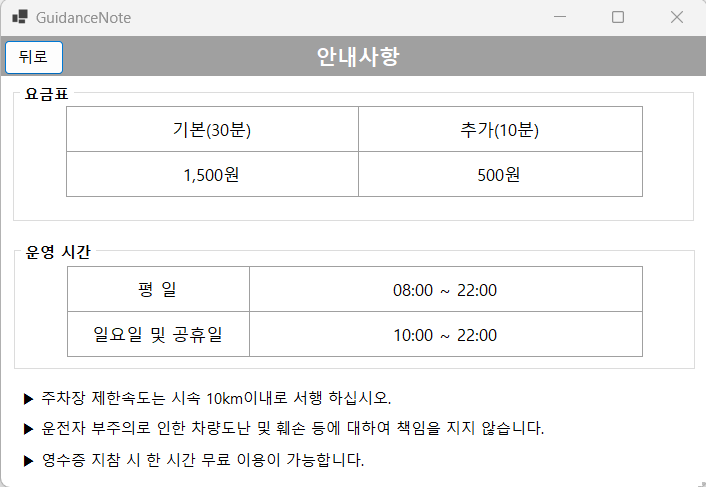 GuidanceNote
뒤로
안내사항
요금표
기본(30분) 추가(10분)
1,500원 500원
운영 시간
평 일 08:00 ~ 22:00
일요일 및 공휴일 10:00 ~ 22:00
▶ 주차장 제한속도는 시속 10km이내로 서행 하십시오.
▶ 운전자 부주의로 인한 차량도난 및 훼손 등에 대하여 책임을 지지 않습니다.
▶ 영수증 지참 시 한 시간 무료 이용이 가능합니다.